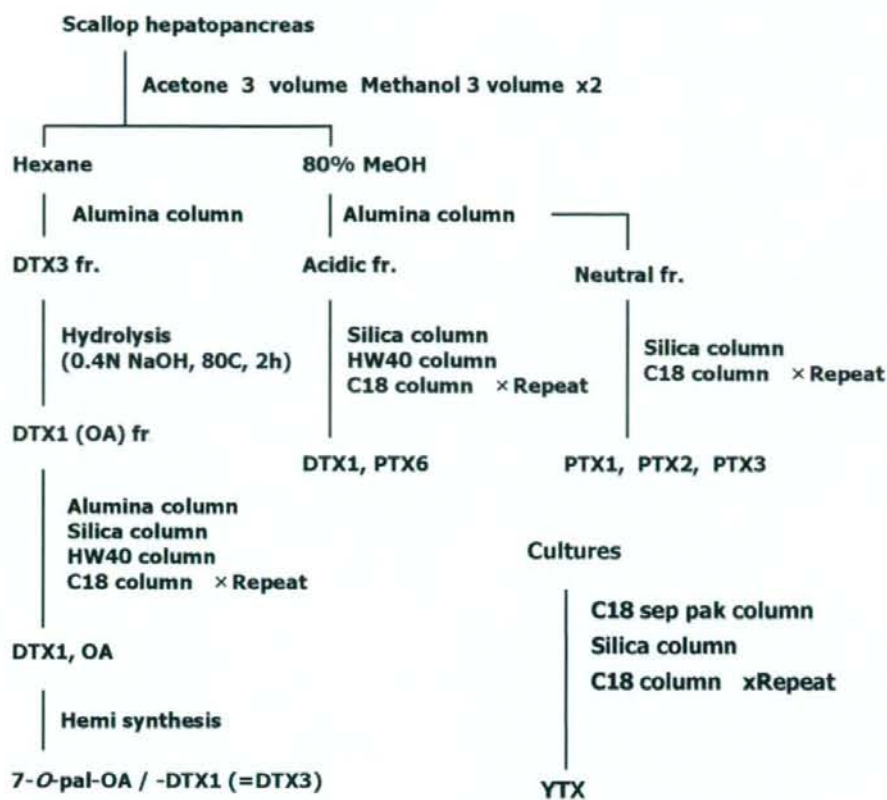 Scallop hepatopancreas
Acetone 3 volume Methanol 3 volume x2
Hexane
80% MeOH
Alumina column
Alumina column
DTX3 fr.
Acidic fr.
Neutral fr.
Hydrolysis
(0.4N NaOH, 80C, 2h)
Silica column
HW40 column
C18 column ×Repeat
Silica column
C18 column ×Repeat
DTX1 (OA) fr
DTX1, PTX6
PTX1, PTX2, PTX3
Alumina column
Silica column
HW40 column
C18 column ×Repeat
Cultures
C18 sep pak column
Silica column
C18 column xRepeat
DTX1, OA
Hemi synthesis
7-O-pal-OA / -DTX1 (=DTX3)
YTX